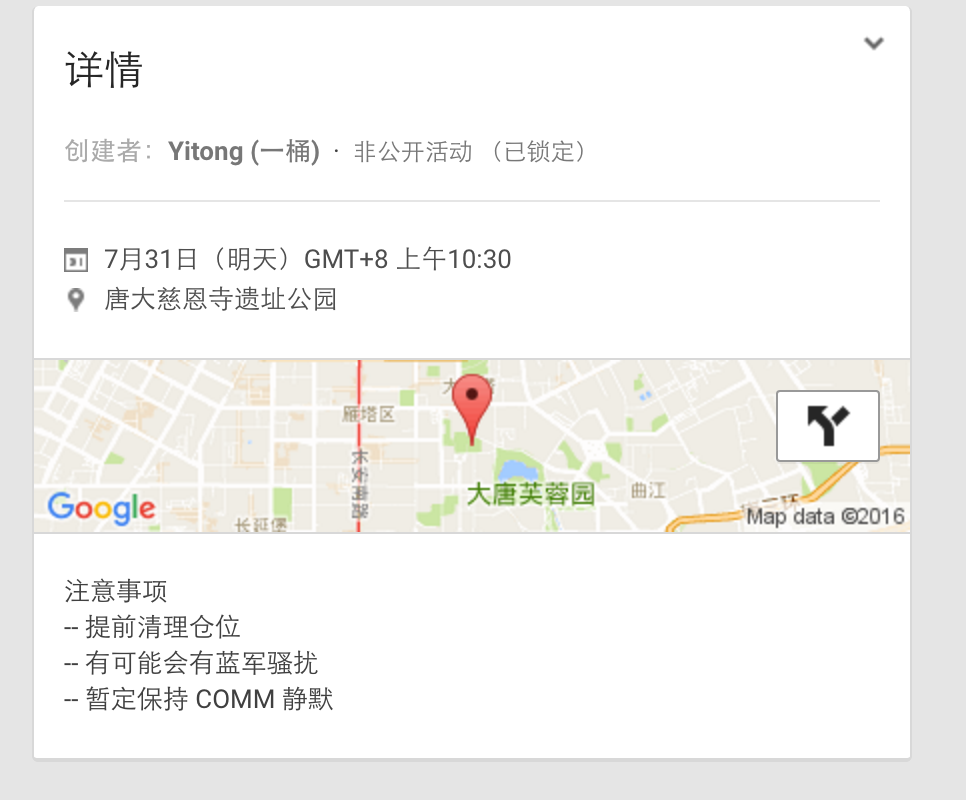 详情
创建者： Yitong (一桶) · 非公开活动 （已锁定）
7月31日（明天）GMT+8 上午10:30
唐大慈恩寺遗址公园
雁塔区
大唐芙蓉园
曲江
Google
长延堡
Map data ©2016
注意事项
-- 提前清理仓位
-- 有可能会有蓝军骚扰
-- 暂定保持 COMM 静默